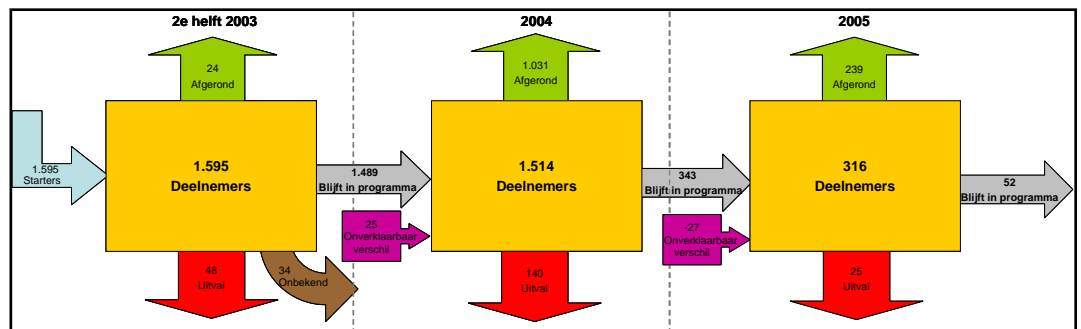 2e helft 2003
24
Afgerond
1.595
Starters
1.595
Deelnemers
1.489
Blijft in programma
25
Onverklaarbaar
verschil
48
Uitval
34
Onbekend
2004
1.031
Afgerond
1.514
Deelnemers
343
Blijft in programma
-27
Onverklaarbaar
verschil
140
Uitval
2005
239
Afgerond
316
Deelnemers
52
Blijft in programma
25
Uitval